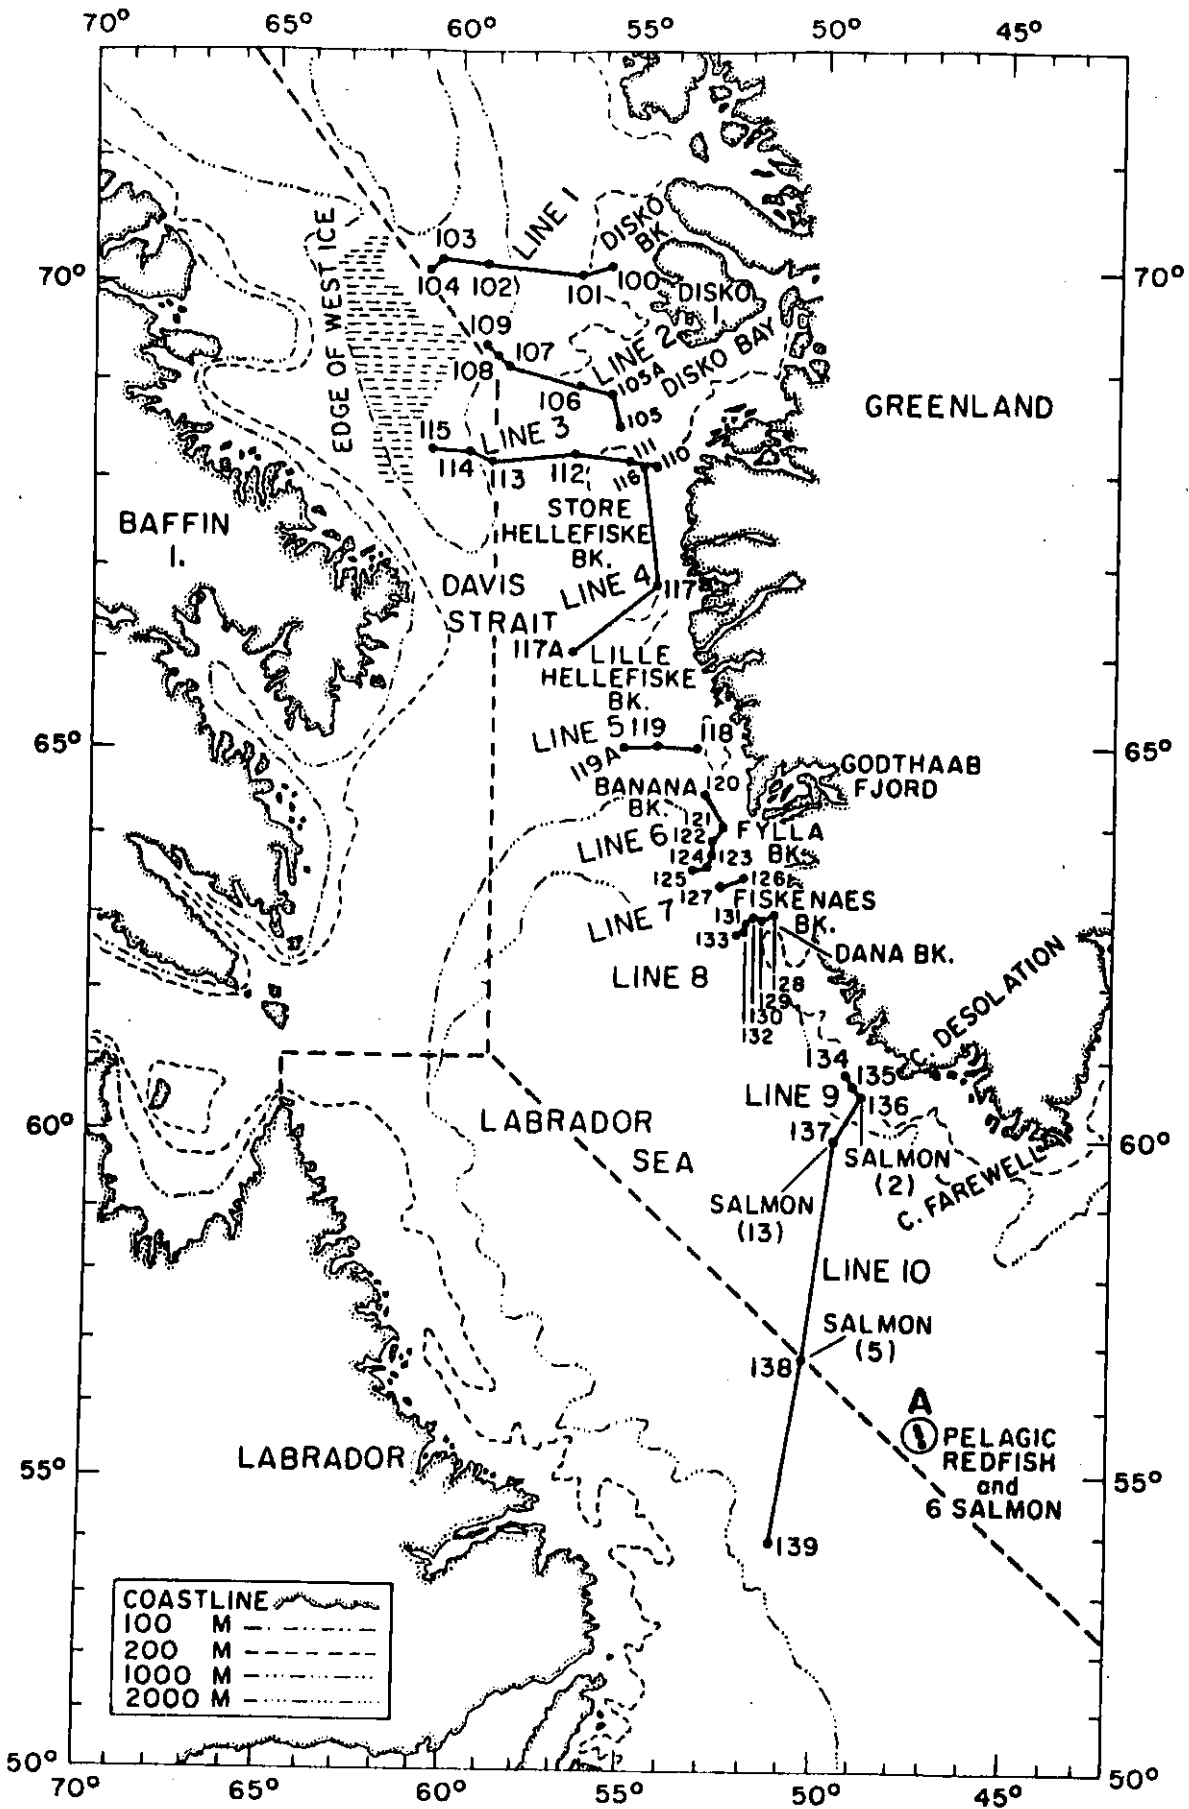 70° 65° 60° 55° 50° 45°
LINE 1
DISKO
BK.
EDGE OF WEST ICE
103
70° 104 102 101 100 70°
DISKO
I.
109
107
LINE 2
DISKO BAY
108
106
105A
105
GREENLAND
115
LINE 3
114 113 112 116 111 110
STORE
HELLEFISKE
BK.
BAFFIN
I.
DAVIS
STRAIT
LINE 4
117
117A
LILLE
HELLEFISKE
BK.
LINE 5 119 118
65° 119A 65°
GODTHAAB
FJORD
BANANA
BK.
120
121
LINE 6 122
FYLLA
BK.
124 123
125
126
127
LINE 7
FISKENAES
BK.
131
133
DANA BK.
LINE 8
128
129
130
132
C. DESOLATION
134
135
LINE 9
136
LABRADOR
SEA
60° 137 60°
SALMON
(2)
C. FAREWELL
SALMON
(13)
LINE 10
SALMON
(5)
138
A
PELAGIC
REDFISH
and
6 SALMON
LABRADOR
55° 55°
139
COASTLINE
100 M
200 M
1000 M
2000 M
50° 50°
70° 65° 60° 55° 50° 45°